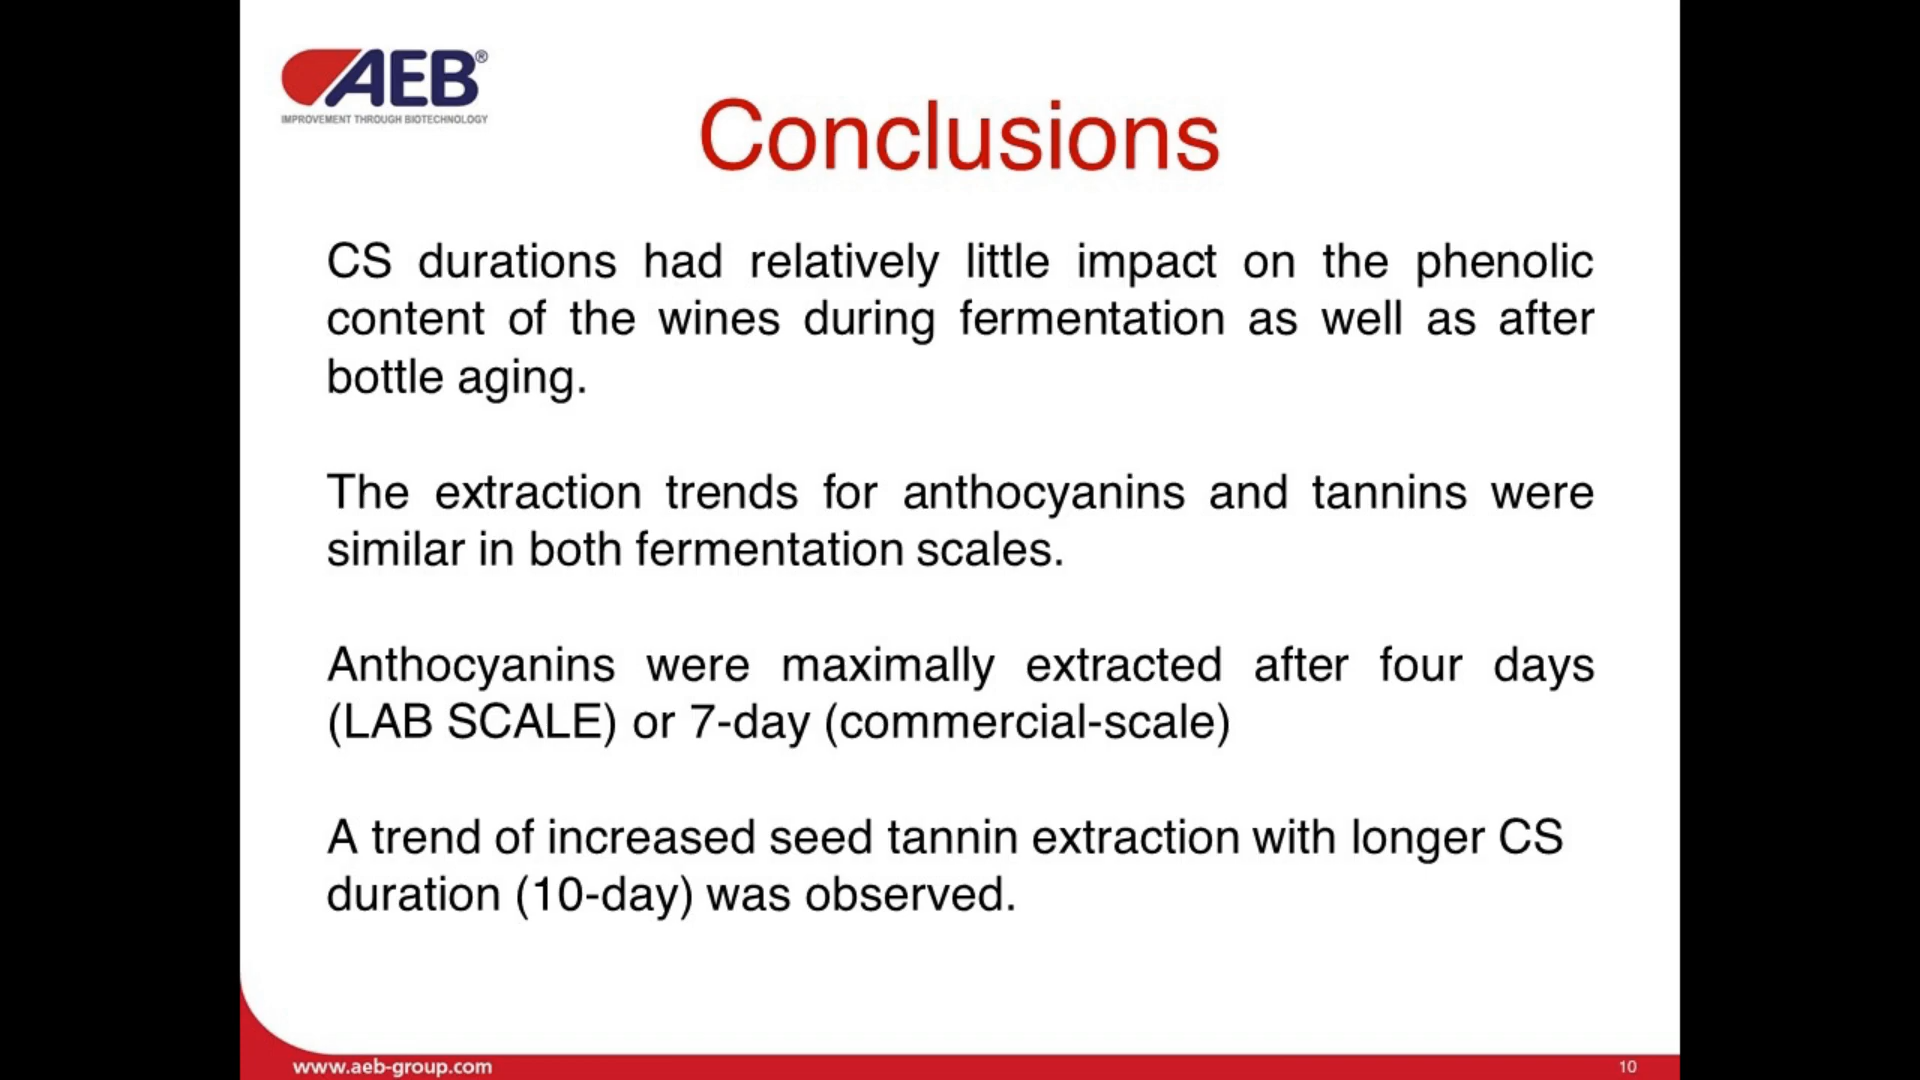 AEB®
IMPROVEMENT THROUGH BIOTECHNOLOGY
Conclusions
CS durations had relatively little impact on the phenolic
content of the wines during fermentation as well as after
bottle aging.
The extraction trends for anthocyanins and tannins were
similar in both fermentation scales.
Anthocyanins were maximally extracted after four days
(LAB SCALE) or 7-day (commercial-scale)
A trend of increased seed tannin extraction with longer CS
duration (10-day) was observed.
www.aeb-group.com
10